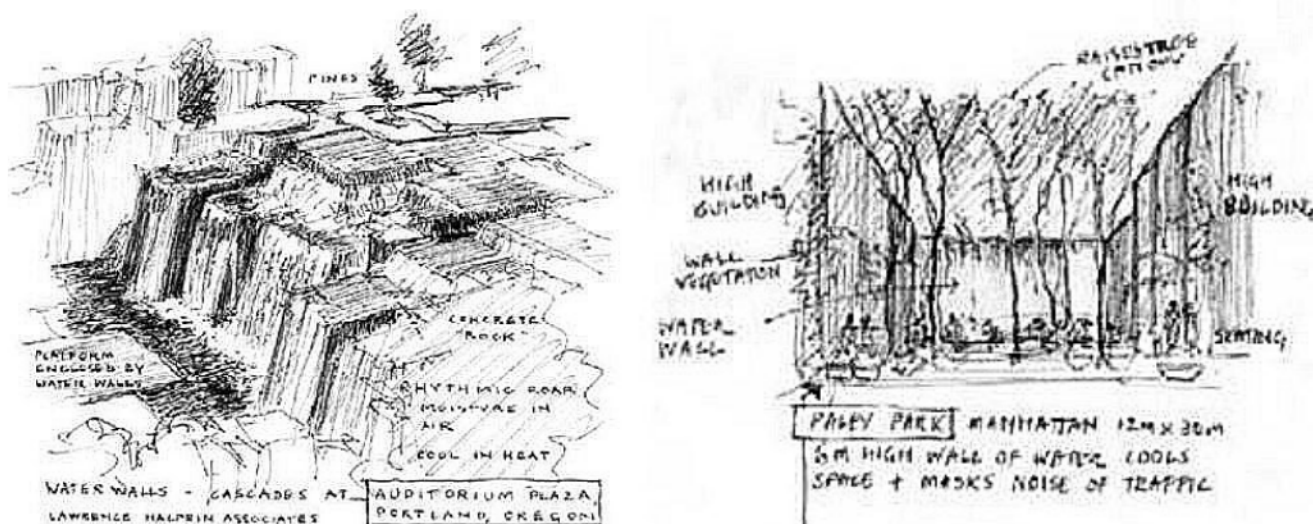 PINES
CONCRETE
"ROCK"
PLATFORM
ENCLOSED BY
WATER WALLS
RHYTHMIC ROAR
MOISTURE IN
AIR
COOL IN HEAT
WATER WALLS - CASCADES AT
AUDITORIUM PLAZA,
PORTLAND, OREGON
LAWRENCE HALPRIN ASSOCIATES
CANOPY
HIGH
BUILDING
HIGH
BUILDING
WALL
VEGETATION
WATER
WALL
SEATING
PALEY PARK MANHATTAN 12M X 30M
6M HIGH WALL OF WATER COOLS
SPACE + MASKS NOISE OF TRAFFIC